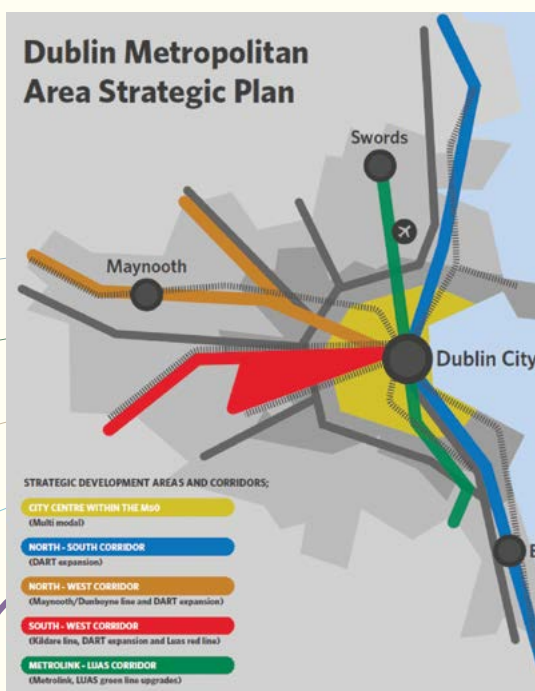 Dublin Metropolitan
Area Strategic Plan
Swords
Maynooth
Dublin City
B
STRATEGIC DEVELOPMENT AREAS AND CORRIDORS;
CITY CENTRE WITHIN THE M50
(Multi modal)
NORTH - SOUTH CORRIDOR
(DART expansion)
NORTH - WEST CORRIDOR
(Maynooth/Dunboyne line and DART expansion)
SOUTH - WEST CORRIDOR
(Kildare line, DART expansion and Luas red line)
METROLINK - LUAS CORRIDOR
(Metrolink, LUAS green line upgrades)